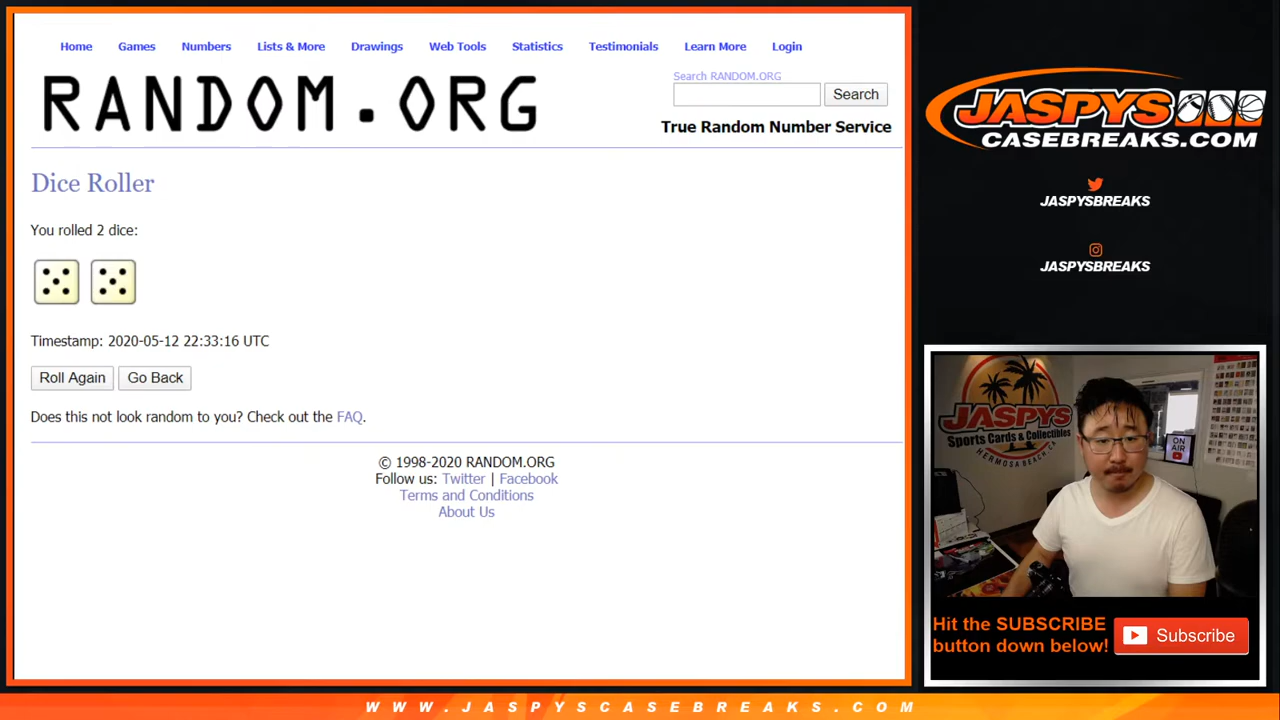 Home Games Numbers Lists & More Drawings Web Tools Statistics Testimonials Learn More Login
RANDOM.ORG
Search RANDOM.ORG
Search
True Random Number Service
Dice Roller
You rolled 2 dice:
Timestamp: 2020-05-12 22:33:16 UTC
Roll Again Go Back
Does this not look random to you? Check out the FAQ.
© 1998-2020 RANDOM.ORG
Follow us: Twitter | Facebook
Terms and Conditions
About Us
JASPYS
CASEBREAKS.COM
JASPYSBREAKS
JASPYSBREAKS
JASPYS
Sports Cards & Collectibles
HERMOSA BEACH, CA
ON
AIR
Hit the SUBSCRIBE
button down below!
Subscribe
WWW.JASPYSCASEBREAKS.COM